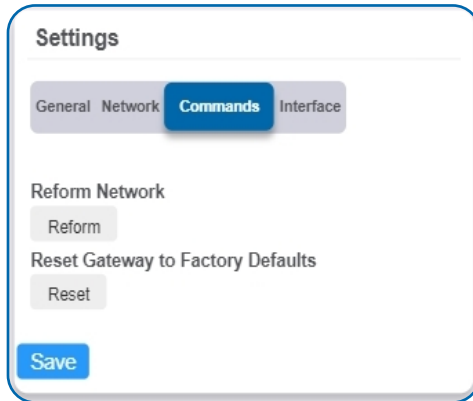 Settings
General Network Commands Interface
Reform Network
Reform
Reset Gateway to Factory Defaults
Reset
Save